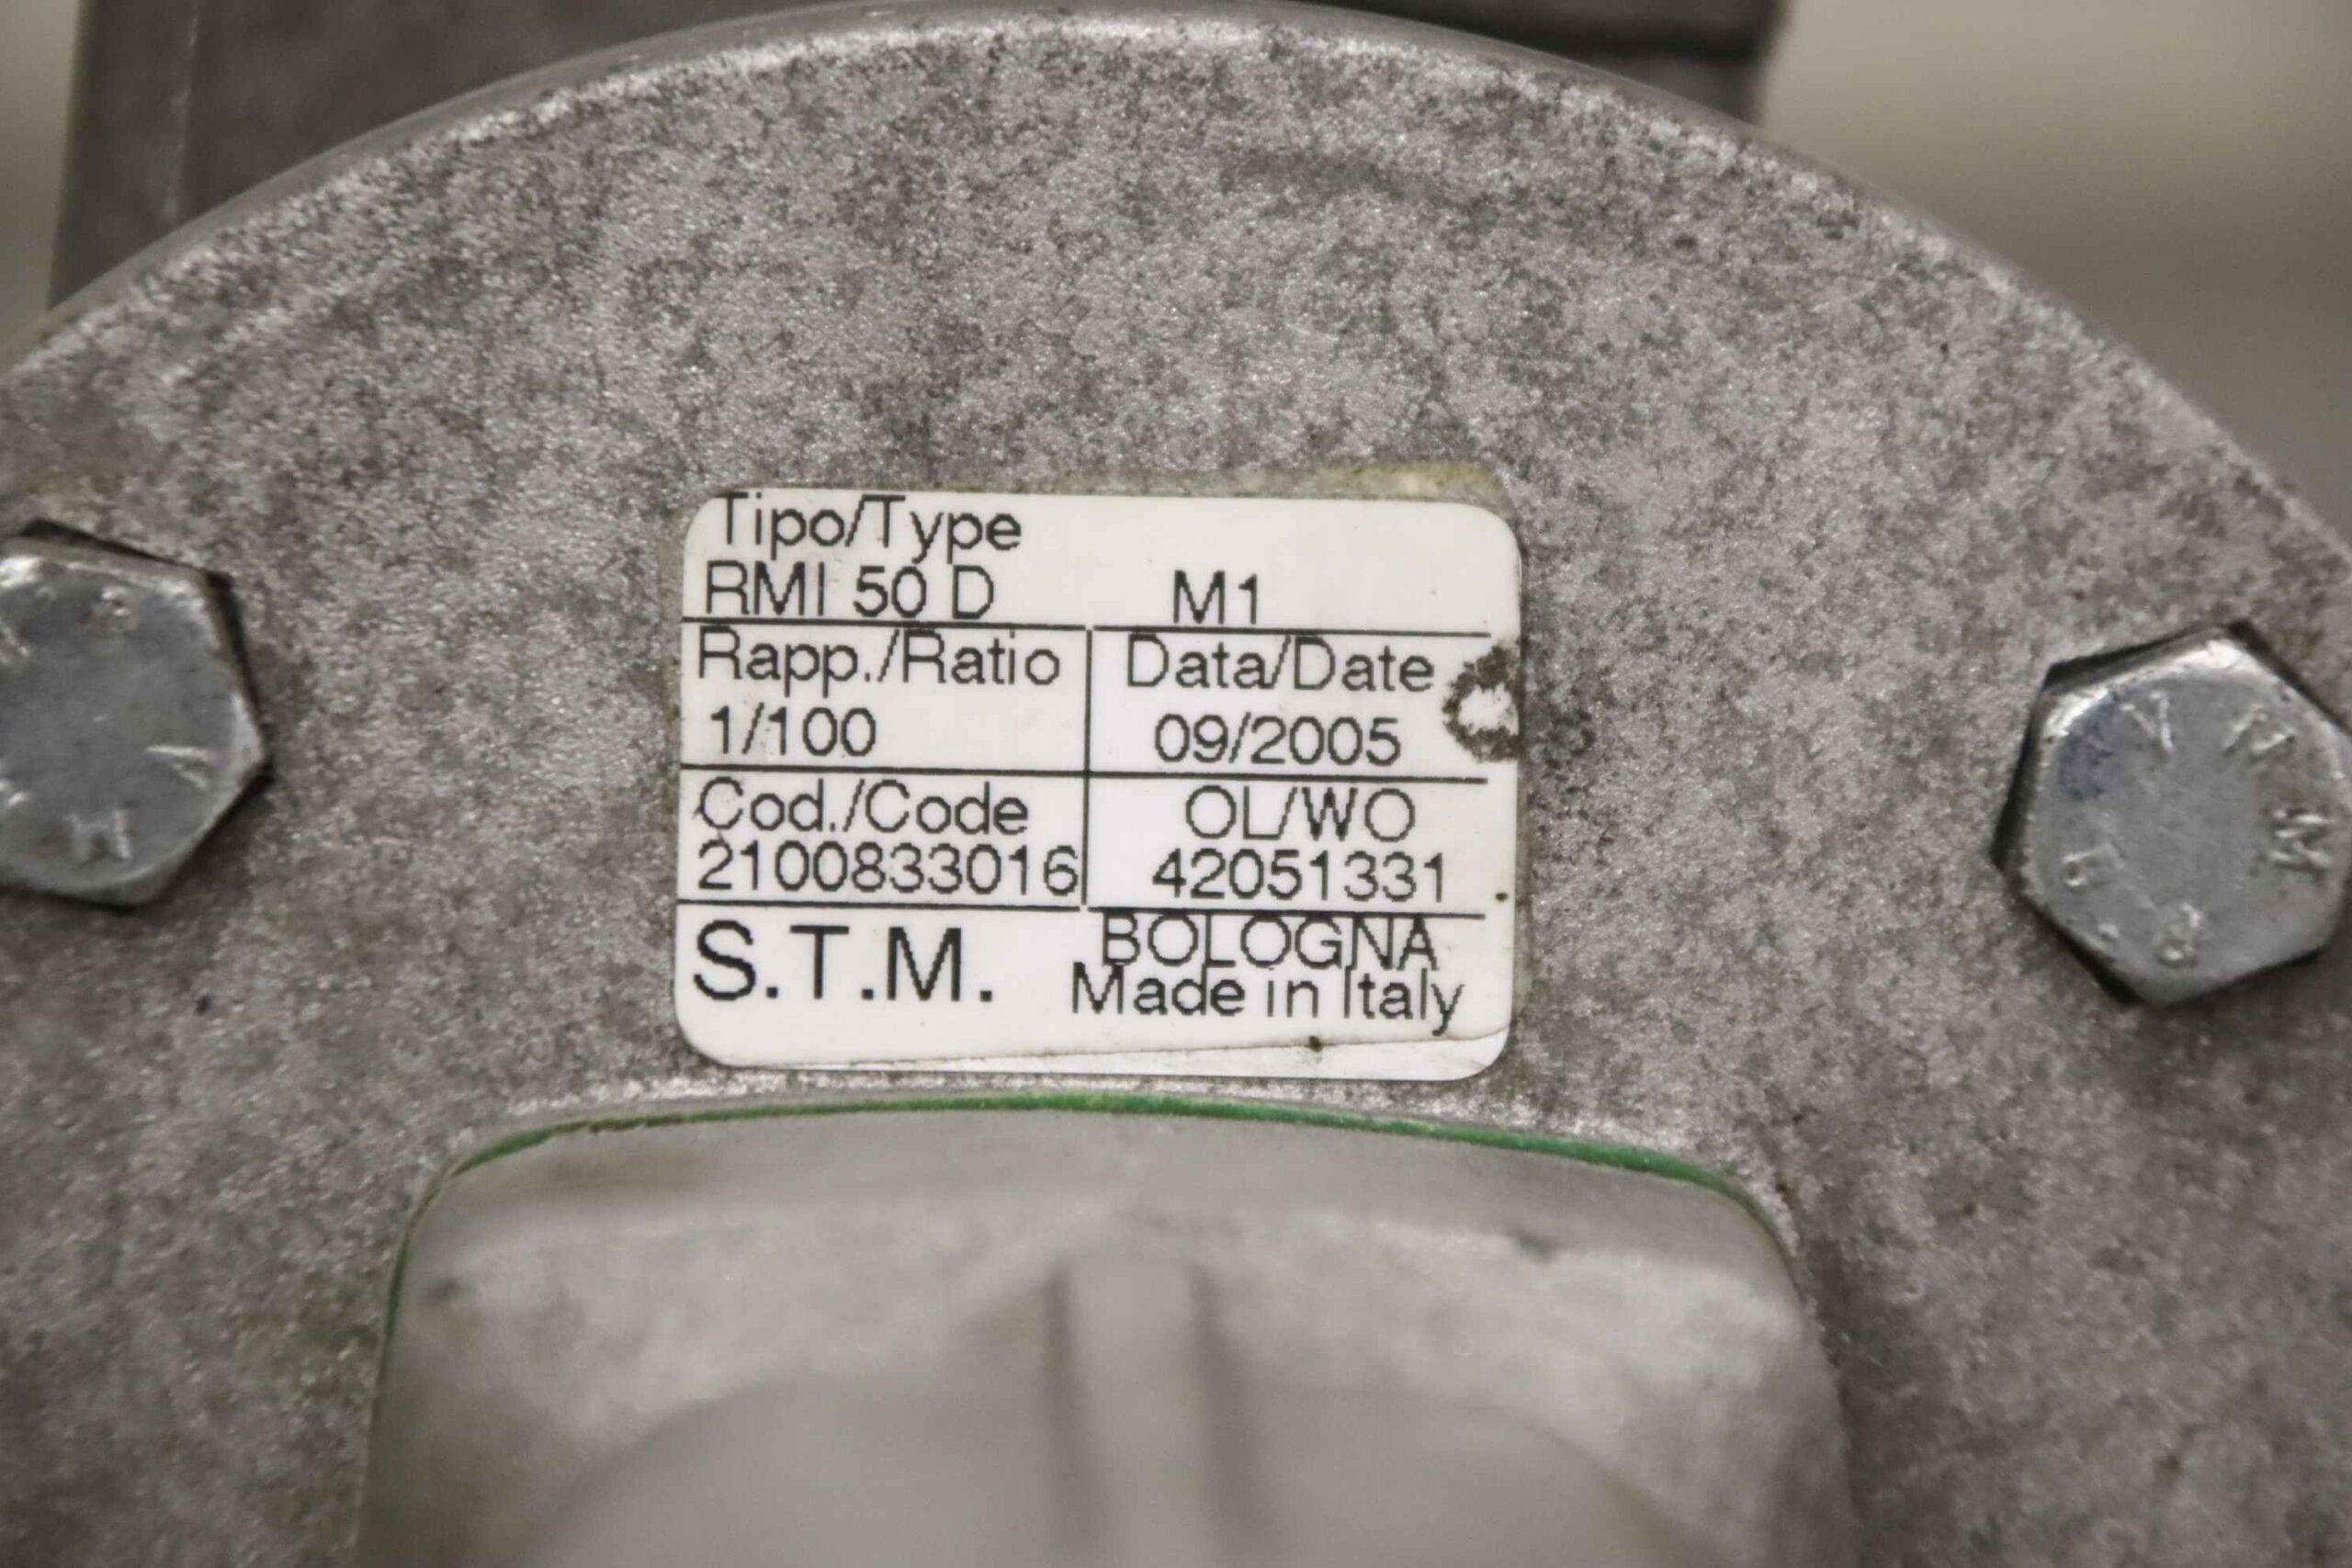 Tipo/Type
RMI 50 D M1
Rapp./Ratio Data/Date
1/100 09/2005
Cod./Code OL/WO
2100833016 42051331
S.T.M. BOLOGNA
Made in Italy